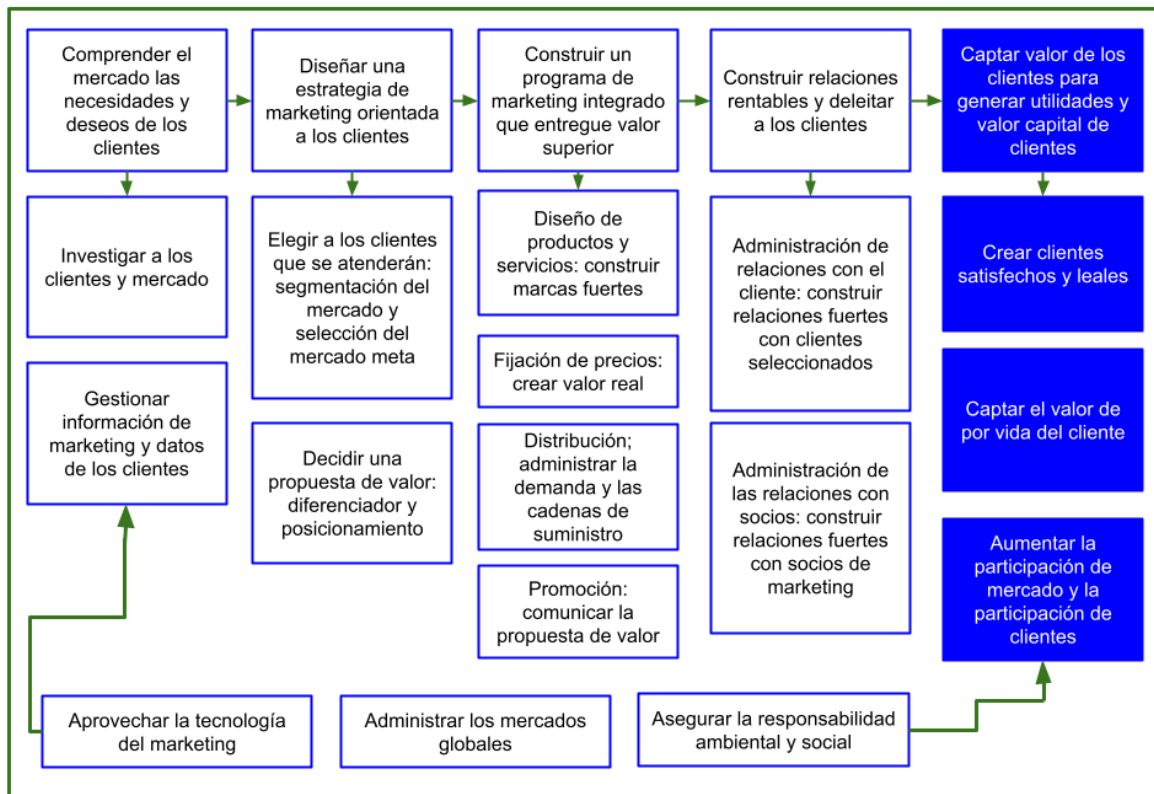 Comprender el
mercado las
necesidades y
deseos de los
clientes
Diseñar una
estrategia de
marketing orientada
a los clientes
Construir un
programa de
marketing integrado
que entregue valor
superior
Construir relaciones
rentables y deleitar
a los clientes
Captar valor de los
clientes para
generar utilidades y
valor capital de
clientes
Investigar a los
clientes y mercado
Elegir a los clientes
que se atenderán:
segmentación del
mercado y
selección del
mercado meta
Diseño de
productos y
servicios: construir
marcas fuertes
Administración de
relaciones con el
cliente: construir
relaciones fuertes
con clientes
seleccionados
Crear clientes
satisfechos y leales
Gestionar
información de
marketing y datos
de los clientes
Decidir una
propuesta de valor:
diferenciador y
posicionamiento
Fijación de precios:
crear valor real
Distribución;
administrar la
demanda y las
cadenas de
suministro
Promoción:
comunicar la
propuesta de valor
Administración de
las relaciones con
socios: construir
relaciones fuertes
con socios de
marketing
Captar el valor de
por vida del cliente
Aumentar la
participación de
mercado y la
participación de
clientes
Aprovechar la tecnología
del marketing
Administrar los mercados
globales
Asegurar la responsabilidad
ambiental y social